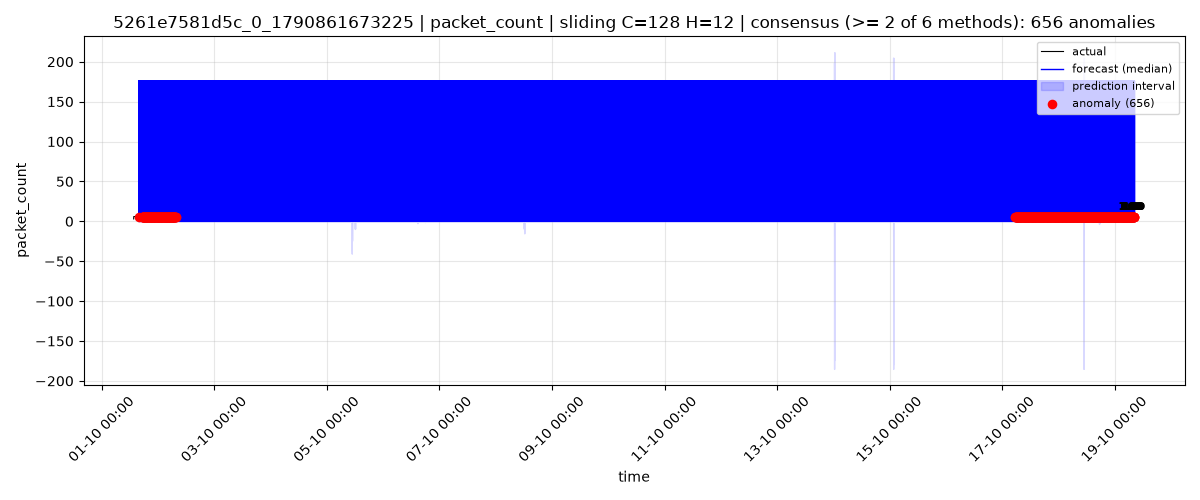 5261e7581d5c_0_1790861673225 | packet_count | sliding C=128 H=12 | consensus (>= 2 of 6 methods): 656 anomalies
actual
forecast (median)
prediction interval
anomaly (656)
200
150
100
50
0
−50
−100
−150
−200
packet_count
01-10 00:00
03-10 00:00
05-10 00:00
07-10 00:00
09-10 00:00
11-10 00:00
13-10 00:00
15-10 00:00
17-10 00:00
19-10 00:00
time